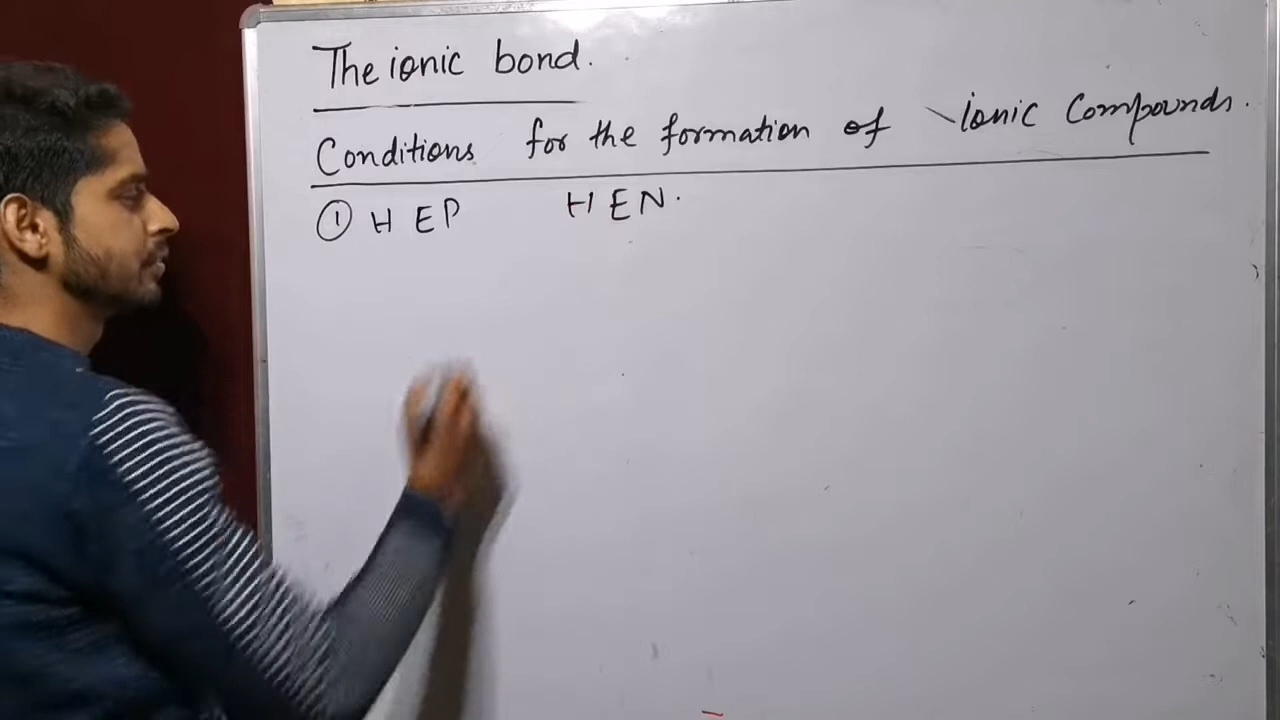 The ionic bond.
Conditions for the formation of ionic Compounds.
① H E P H E N.